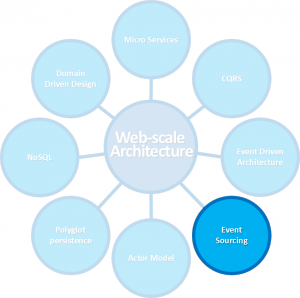 Micro Services
Domain
Driven Design
CQRS
Web-scale
Architecture
NoSQL
Event Driven
Architecture
Polyglot
persistence
Event
Sourcing
Actor Model